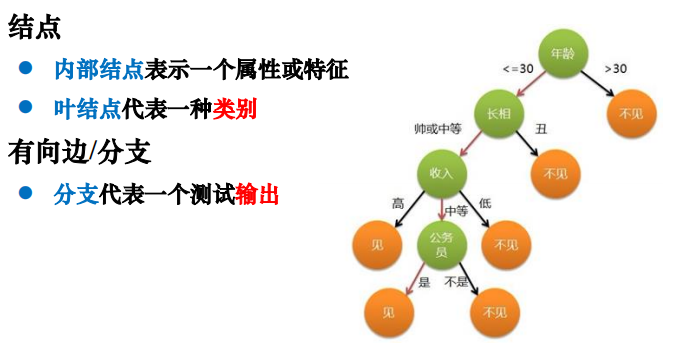 结点
内部结点表示一个属性或特征
叶结点代表一种类别
有向边/分支
分支代表一个测试输出
年龄
<=30
>30
长相
不见
帅或中等
丑
收入
不见
高
中等
低
见
公务
员
不见
是
不是
见
不见